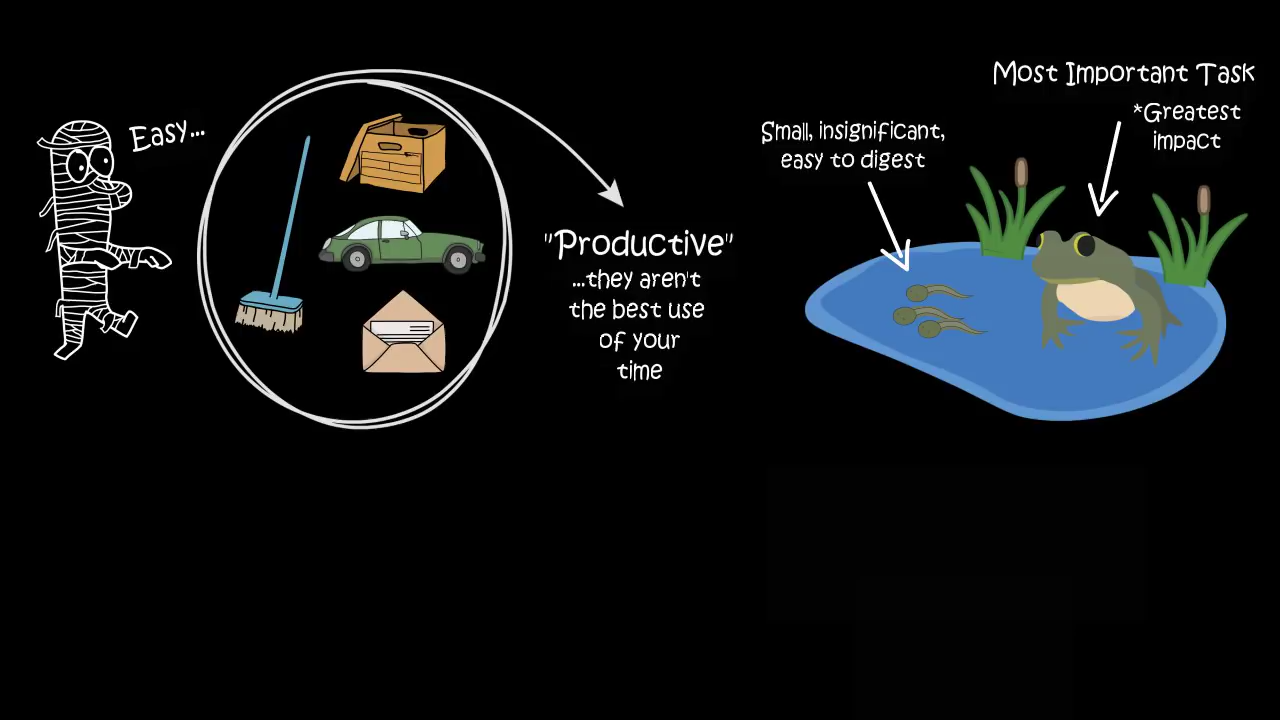 Easy...
"Productive"
...they aren't
the best use
of your
time
Small, insignificant,
easy to digest
Most Important Task
*Greatest
impact